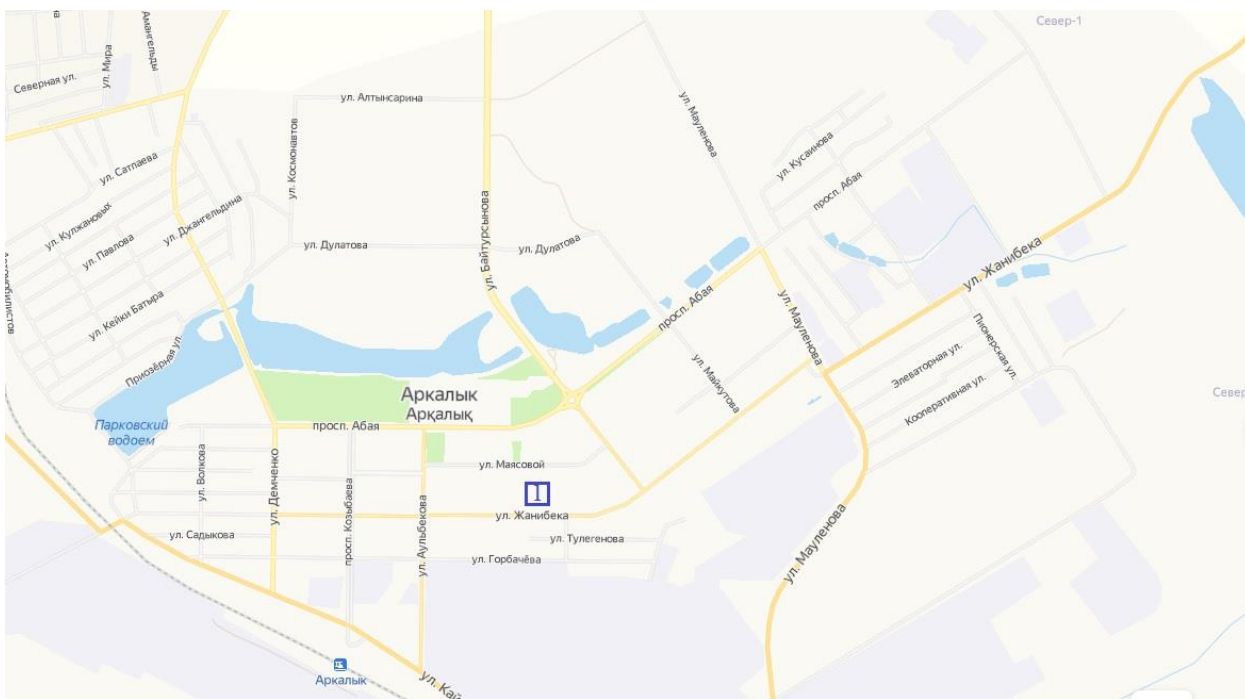 Север-1
Амангельды
ул. Мира
Северная ул.
ул. Алтынсарина
ул. Мауленова
ул. Сатпаева
ул. Космонавтов
ул. Кусаинова
просп. Абая
ул. Кулжановых
ул. Джангельдина
ул. Павлова
ул. Байтурсынова
ул. Дулатова
ул. Дулатова
ул. Жанибека
ул. Кейки Батыра
просп. Абая
ул. Мауленова
Пионерская ул.
Приозёрная ул.
ул. Майкутова
Элеваторная ул.
Аркалык
Арқалық
Кооперативная ул.
Север
Парковский
водоем
просп. Абая
ул. Волкова
ул. Демченко
ул. Маясовой
1
просп. Козыбаева
ул. Аульбекова
ул. Жанибека
ул. Садыкова
ул. Тулегенова
ул. Горбачёва
ул. Мауленова
Аркалык
ул. Кай